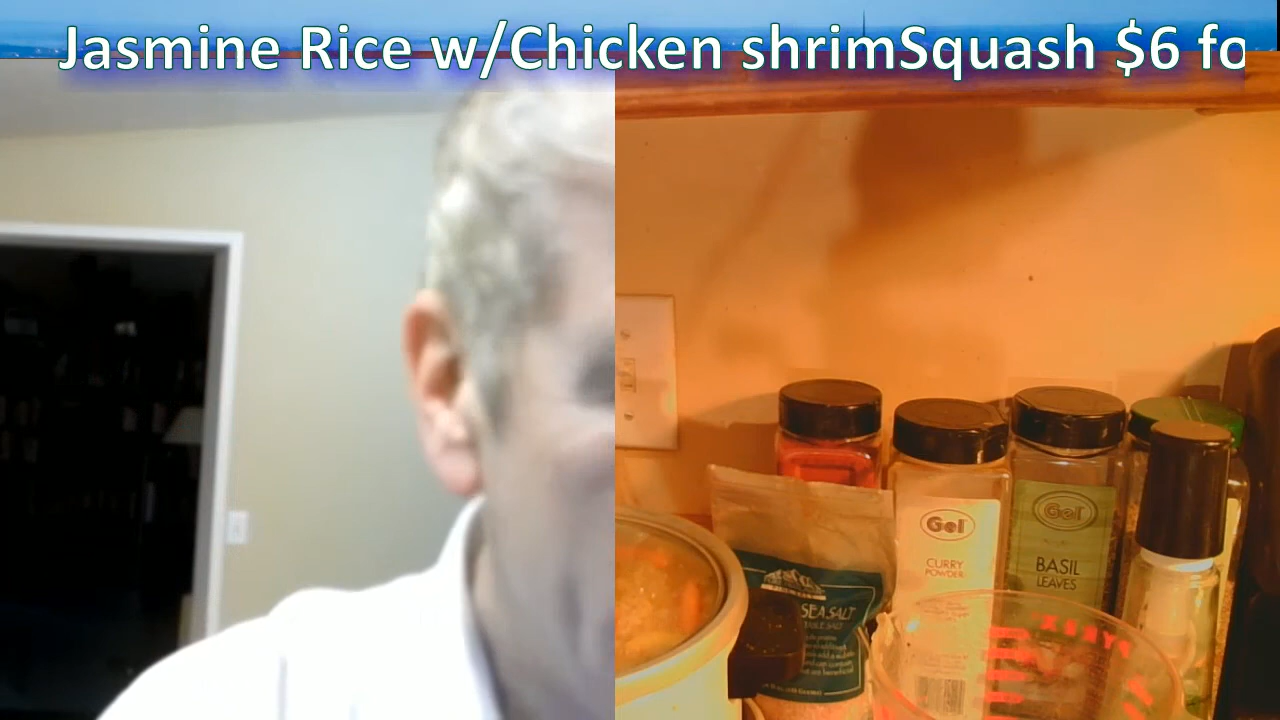 Jasmine Rice w/Chicken shrimSquash $6 fo
Gel
CURRY
POWDER
Gel
BASIL
LEAVES
SEA SALT